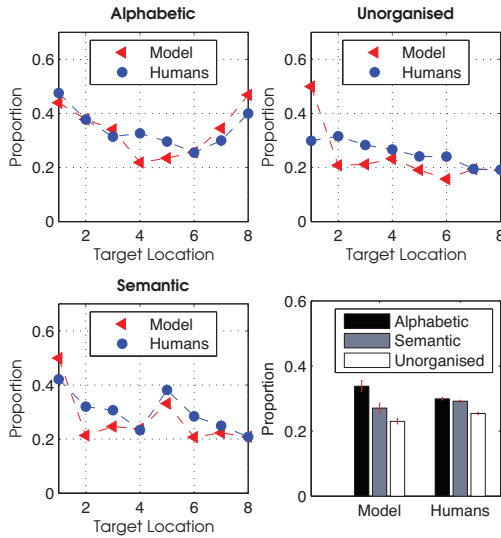 Alphabetic
0.6
0.4
0.2
0
Proportion
Model
Humans
2 4 6 8
Target Location
Unorganised
0.6
0.4
0.2
0
Proportion
Model
Humans
2 4 6 8
Target Location
Semantic
0.6
0.4
0.2
0
Proportion
Model
Humans
2 4 6 8
Target Location
0.6
0.4
0.2
0
Proportion
Alphabetic
Semantic
Unorganised
Model Humans